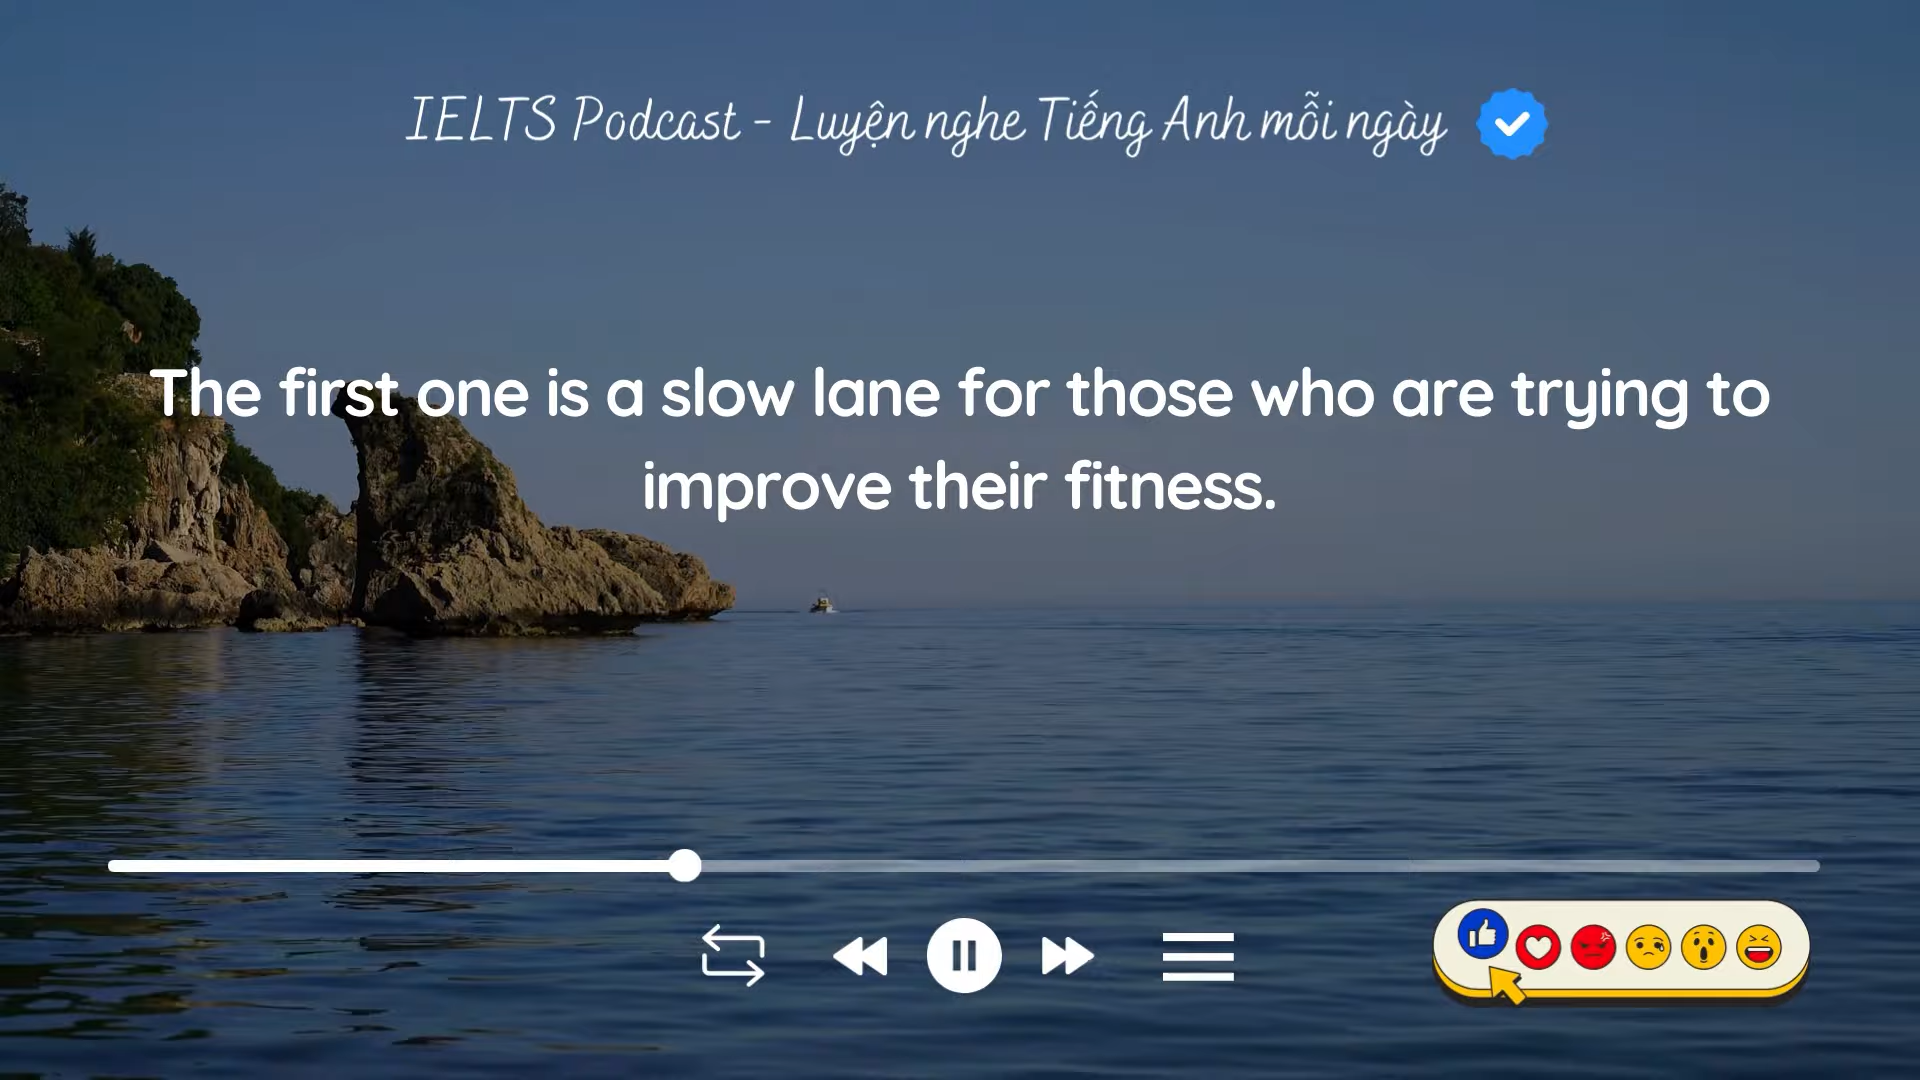 IELTS Podcast - Luyện nghe Tiếng Anh mỗi ngày
The first one is a slow lane for those who are trying to
improve their fitness.